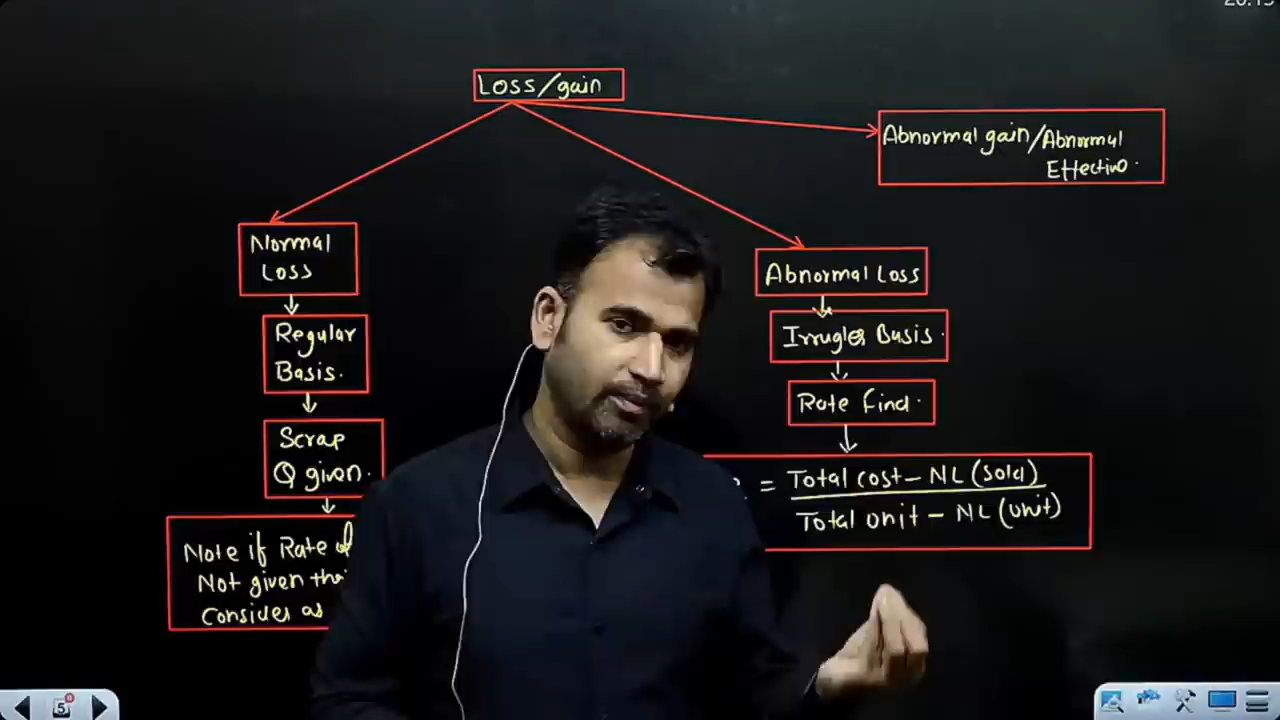 Loss/gain
Abnormal gain/Abnormal
Effective.
Normal
Loss
Regular
Basis.
Scrap
Q given.
Note if Rate
Not given
Consider as
Abnormal Loss
Irrugler Basis.
Rate find.
= Total cost - NL (sold)
Total unit - NL (unit)
5